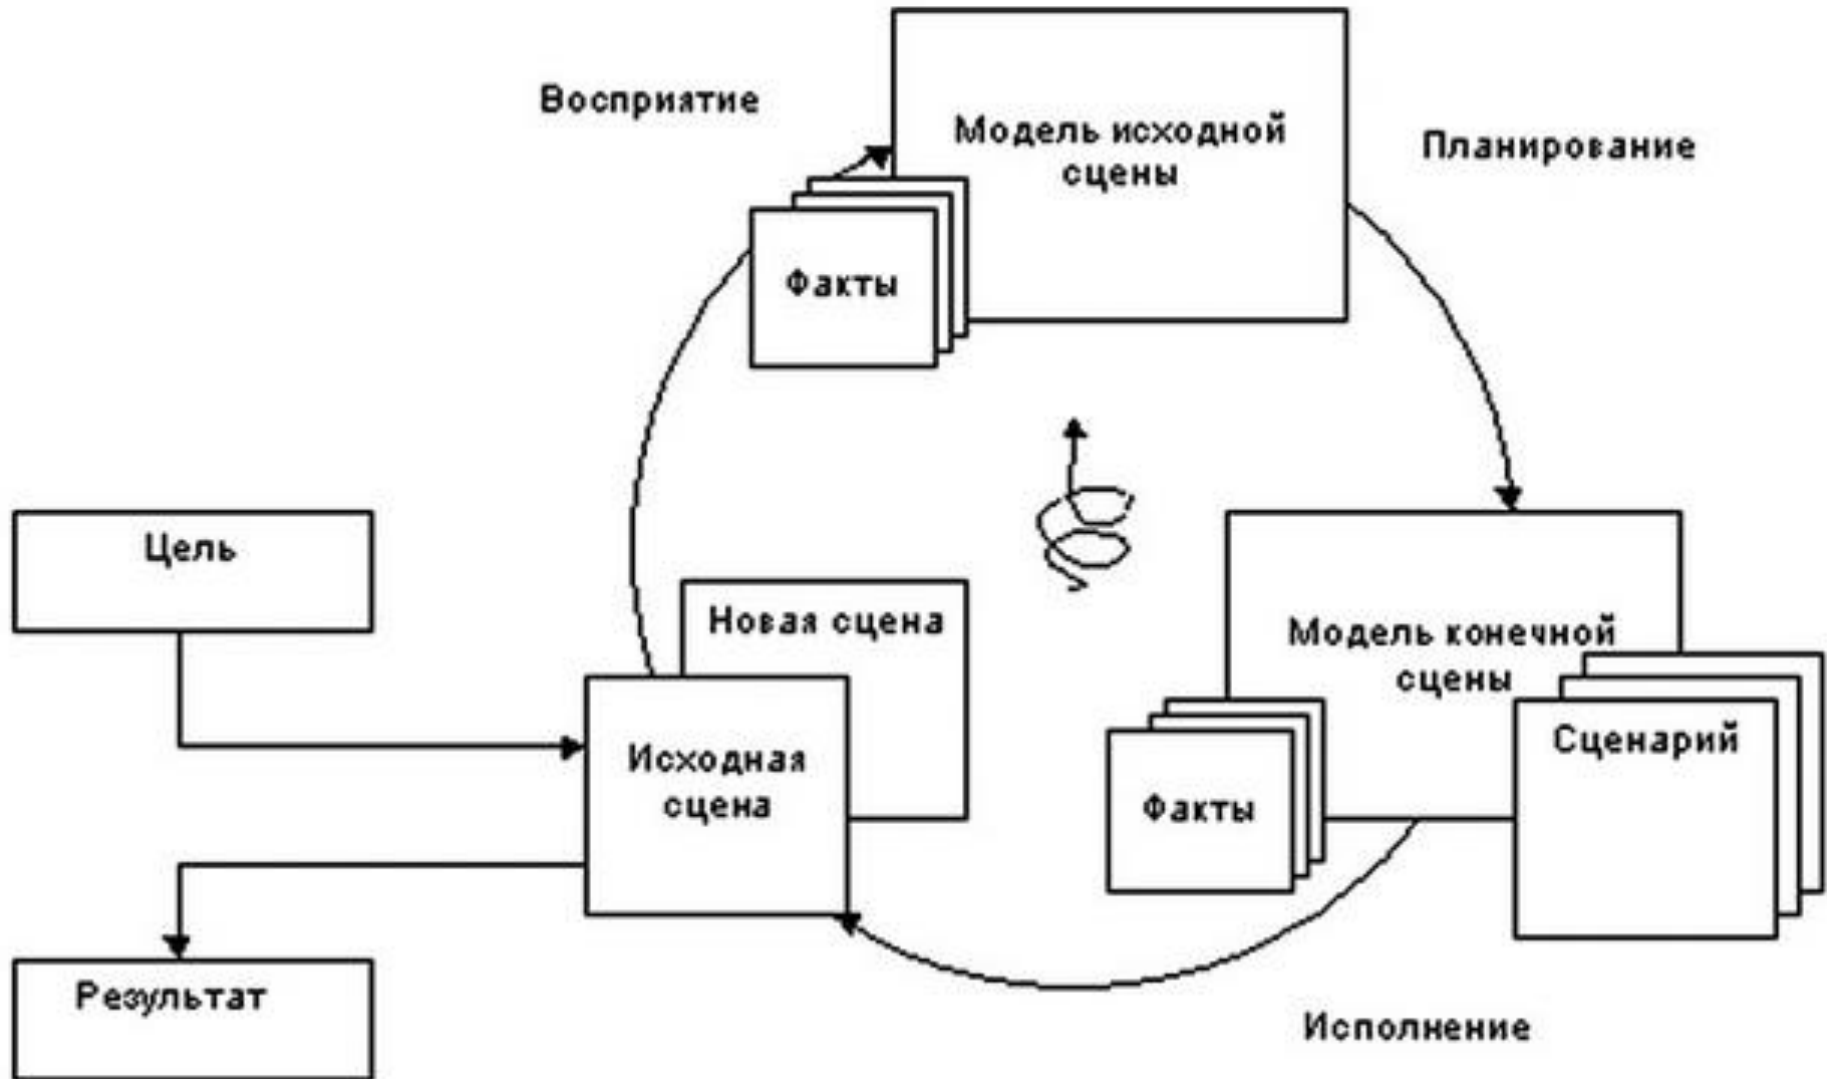 Восприятие
Модель исходной
сцены
Планирование
Факты
Цель
Новая сцена
Модель конечной
сцены
Исходная
сцена
Факты
Сценарий
Результат
Исполнение